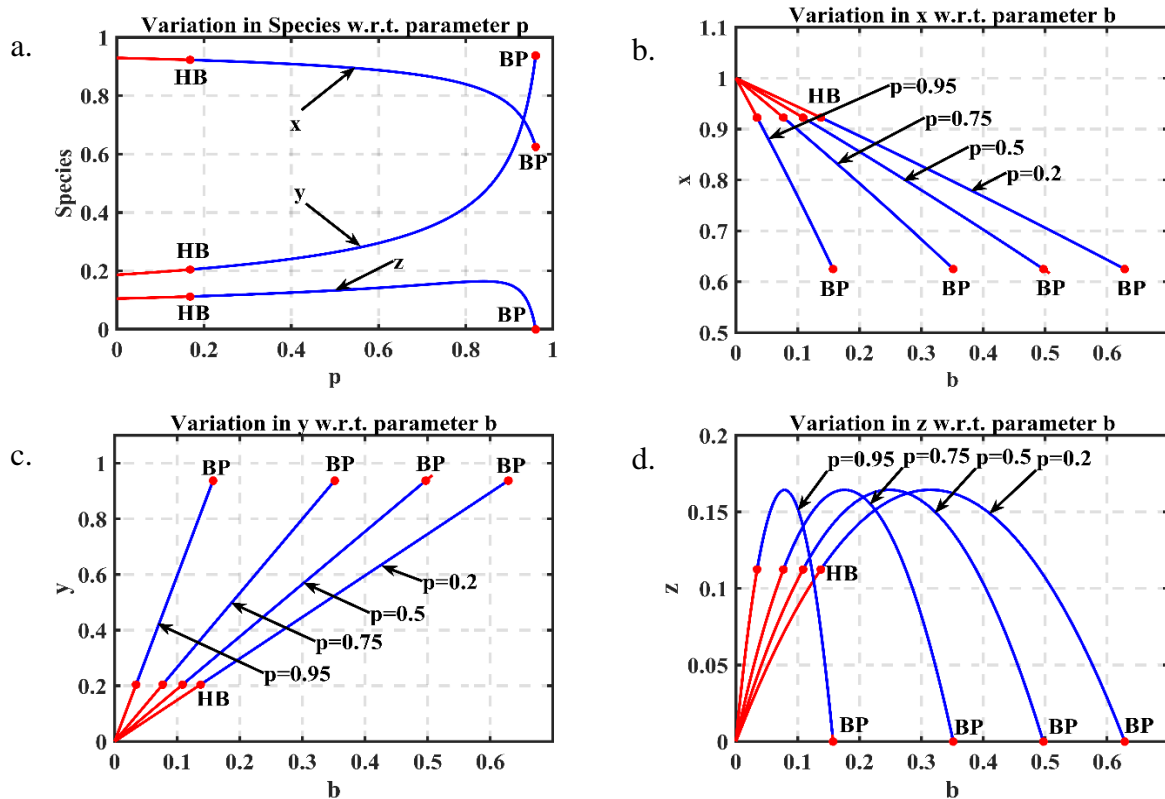 a.
Variation in Species w.r.t. parameter p
1
0.8
0.6
0.4
0.2
0
Species
HB
BP
x
BP
y
HB
z
HB
BP
0
0.2
0.4
0.6
0.8
1
p
b.
Variation in x w.r.t. parameter b
1.1
1
0.9
0.8
0.7
0.6
0.5
x
HB
p=0.95
p=0.75
p=0.5
p=0.2
BP
BP
BP
BP
0
0.1
0.2
0.3
0.4
0.5
0.6
b
c.
Variation in y w.r.t. parameter b
1
0.8
0.6
0.4
0.2
0
y
BP
BP
BP
BP
p=0.2
p=0.5
p=0.75
p=0.95
HB
0
0.1
0.2
0.3
0.4
0.5
0.6
b
d.
Variation in z w.r.t. parameter b
0.2
0.15
0.1
0.05
0
z
p=0.95
p=0.75
p=0.5
p=0.2
HB
BP
BP
BP
BP
0
0.1
0.2
0.3
0.4
0.5
0.6
b